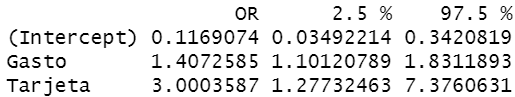 OR 2.5 % 97.5 %
(Intercept) 0.1169074 0.03492214 0.3420819
Gasto 1.4072585 1.10120789 1.8311893
Tarjeta 3.0003587 1.27732463 7.3760631